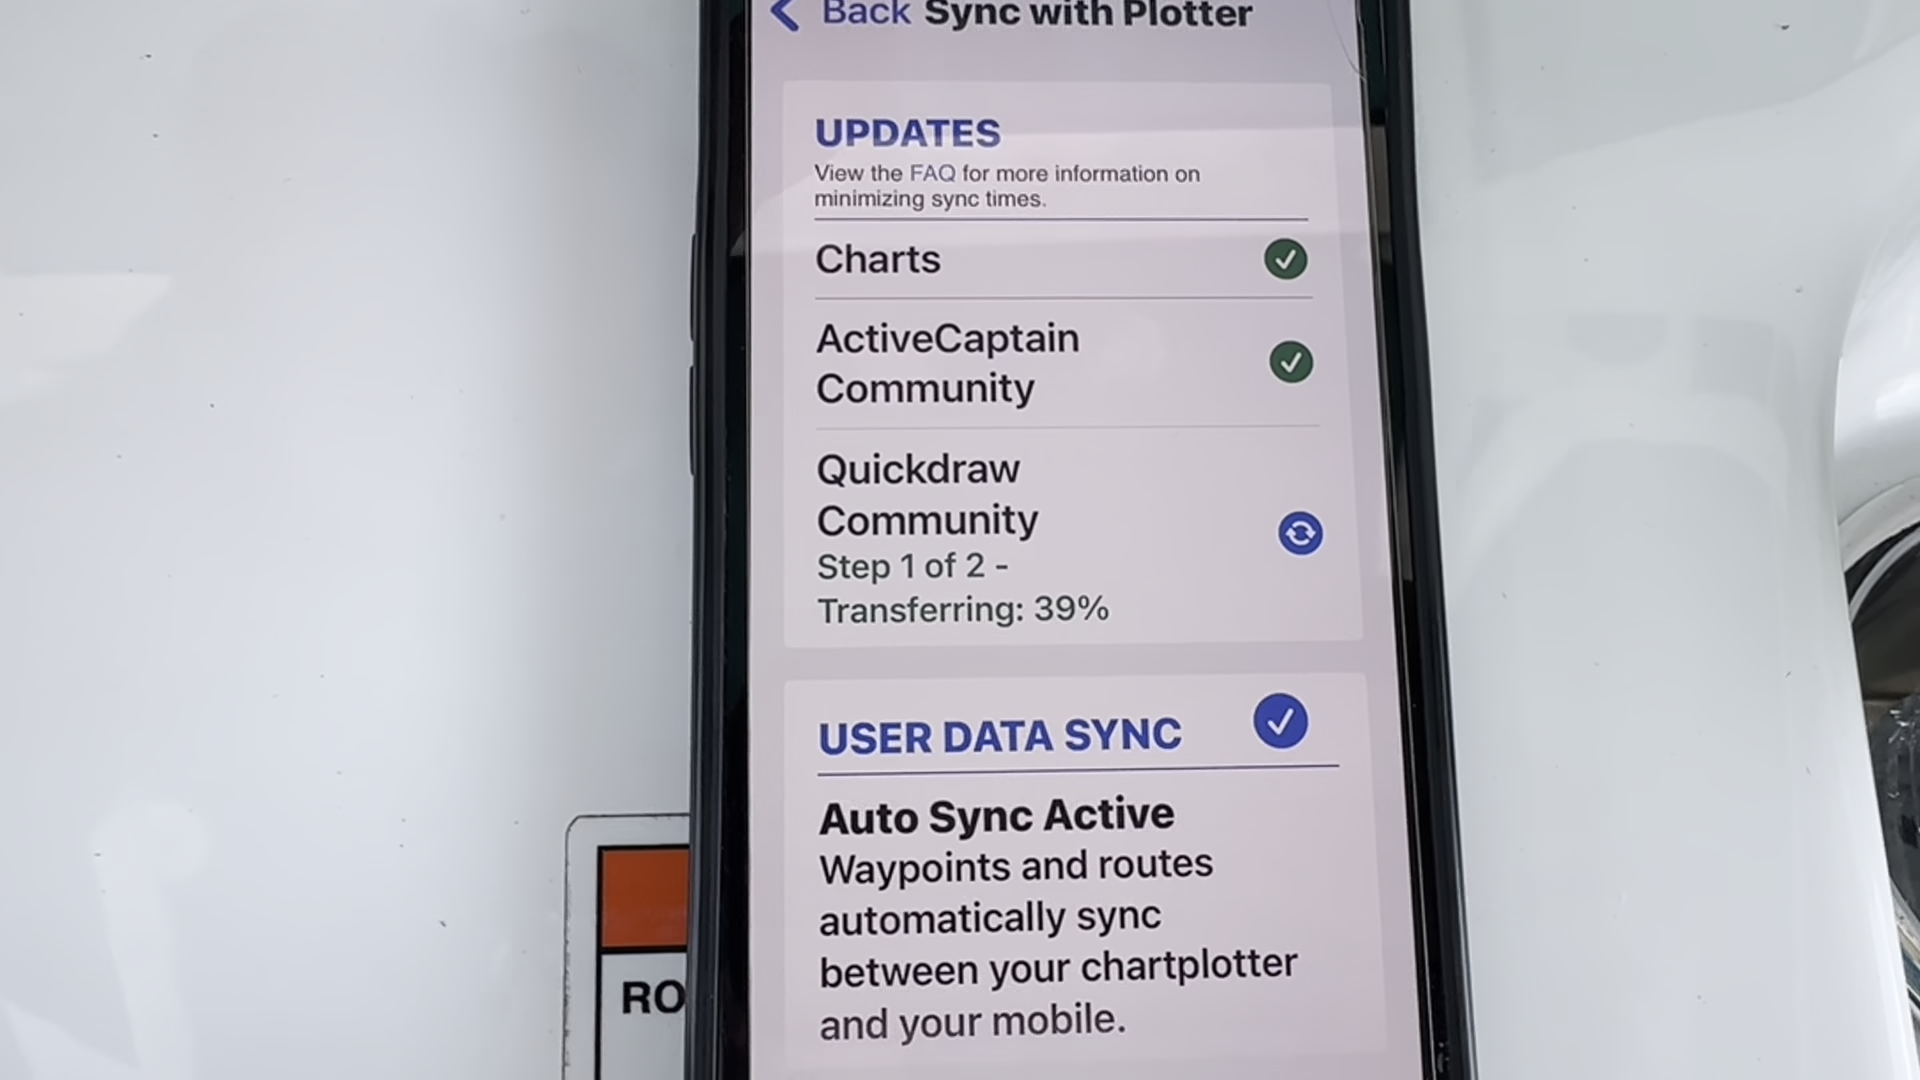 Back Sync with Plotter
UPDATES
View the FAQ for more information on
minimizing sync times.
Charts
ActiveCaptain
Community
Quickdraw
Community
Step 1 of 2 -
Transferring: 39%
USER DATA SYNC
Auto Sync Active
Waypoints and routes
automatically sync
between your chartplotter
and your mobile.
RO